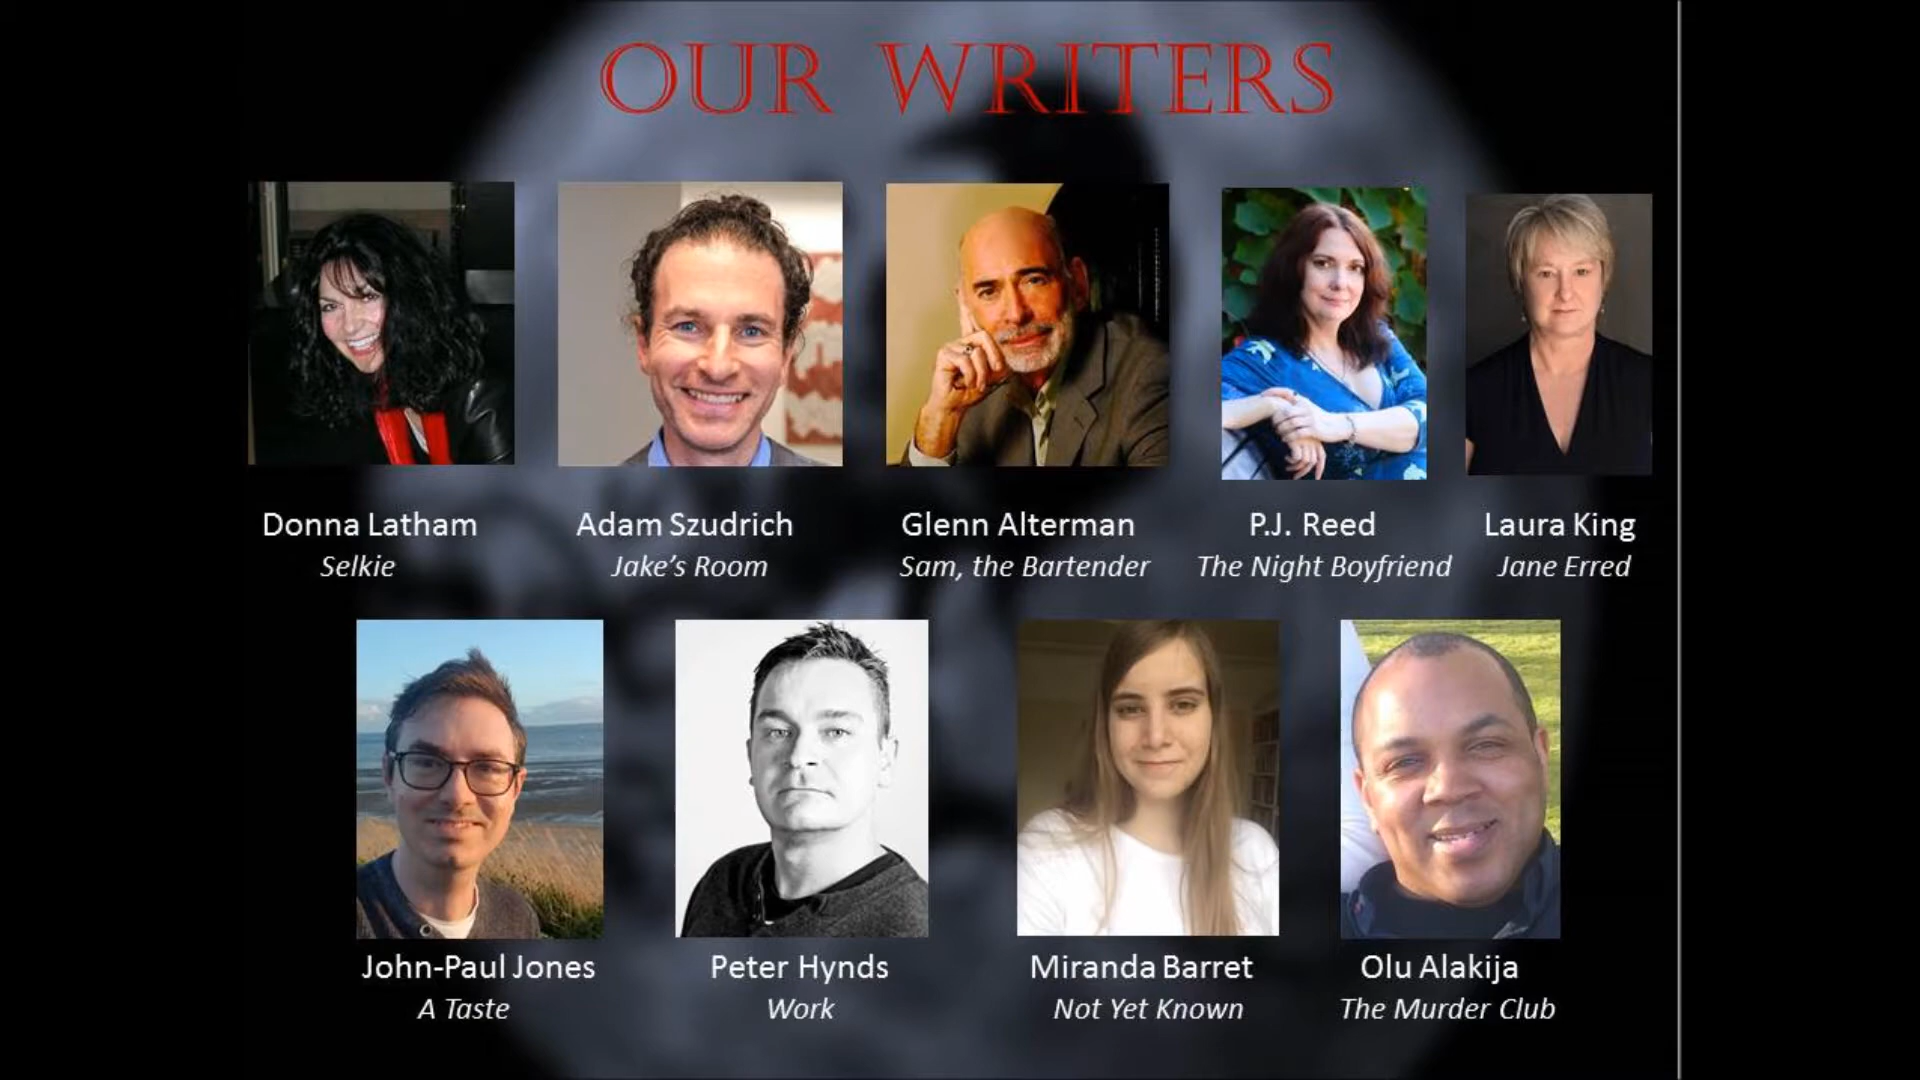 OUR WRITERS
Donna Latham
Selkie
Adam Szudrich
Jake's Room
Glenn Alterman
Sam, the Bartender
P.J. Reed
The Night Boyfriend
Laura King
Jane Erred
John-Paul Jones
A Taste
Peter Hynds
Work
Miranda Barret
Not Yet Known
Olu Alakija
The Murder Club